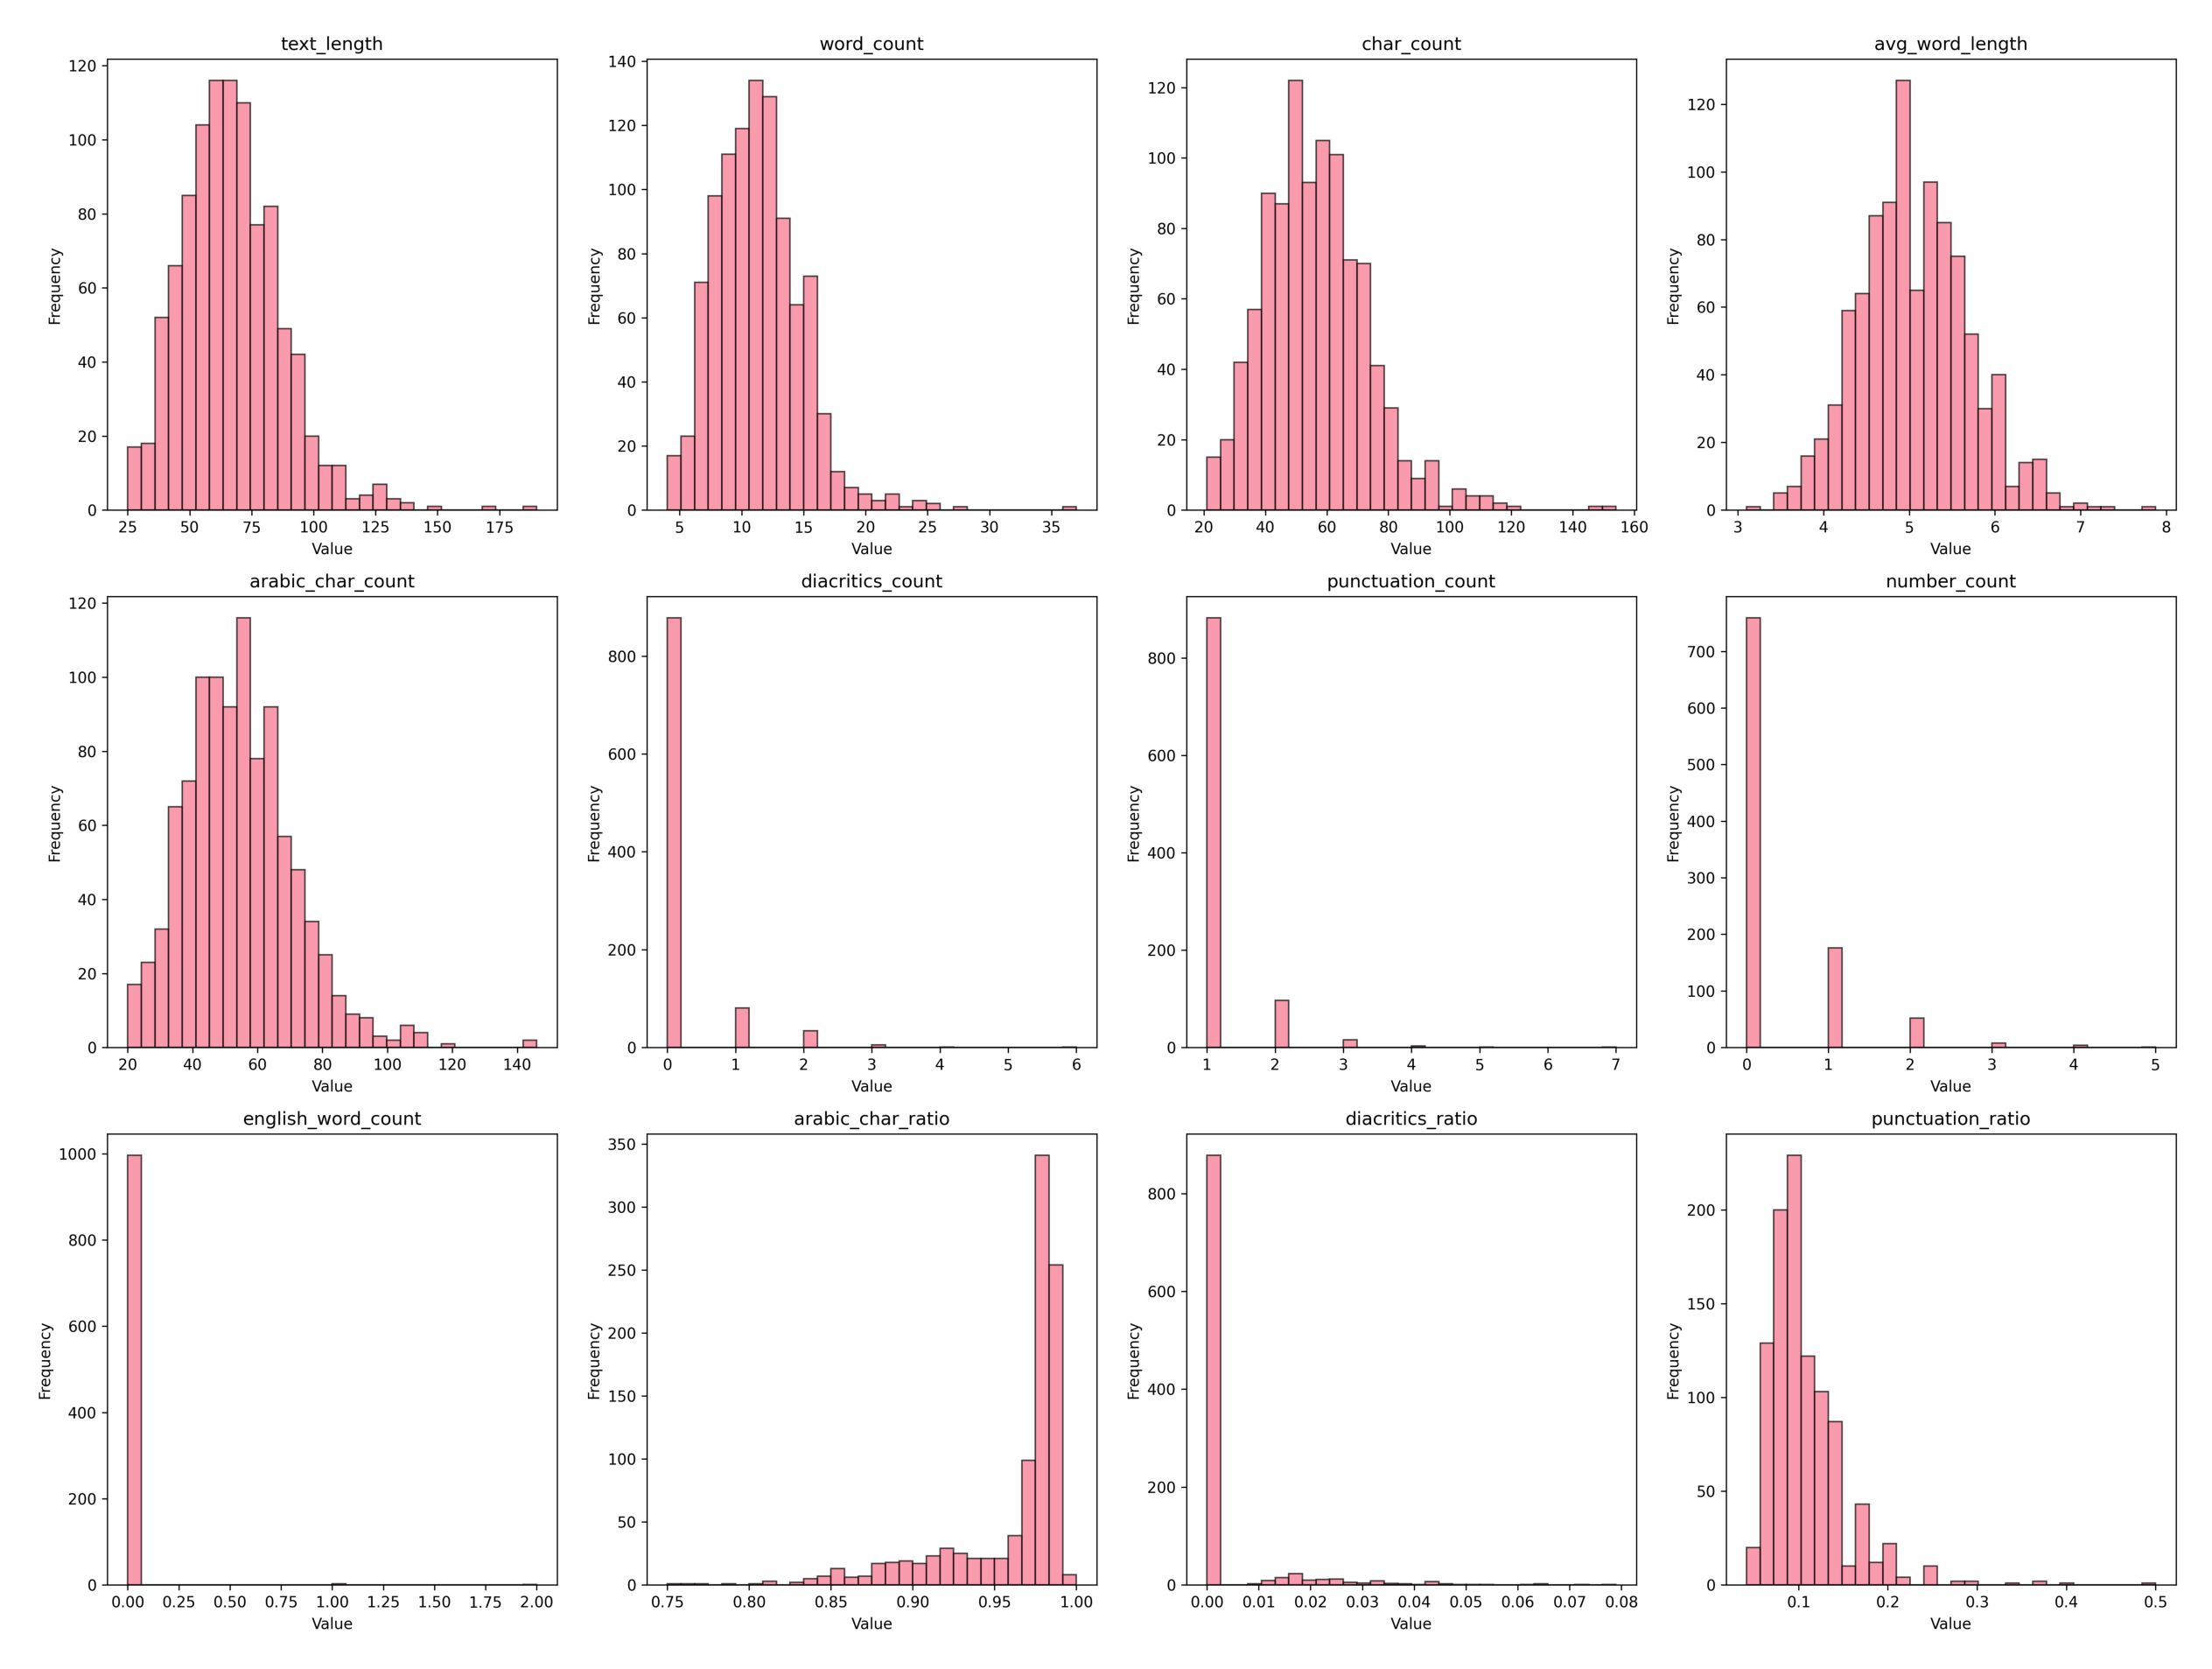 text_length
word_count
char_count
avg_word_length
120
100
80
60
40
20
0
Frequency
25 50 75 100 125 150 175
Value
140
120
100
80
60
40
20
0
Frequency
5 10 15 20 25 30 35
Value
120
100
80
60
40
20
0
Frequency
20 40 60 80 100 120 140 160
Value
120
100
80
60
40
20
0
Frequency
3 4 5 6 7 8
Value
arabic_char_count
diacritics_count
punctuation_count
number_count
120
100
80
60
40
20
0
Frequency
20 40 60 80 100 120 140
Value
800
600
400
200
0
Frequency
0 1 2 3 4 5 6
Value
800
600
400
200
0
Frequency
1 2 3 4 5 6 7
Value
700
600
500
400
300
200
100
0
Frequency
0 1 2 3 4 5
Value
english_word_count
arabic_char_ratio
diacritics_ratio
punctuation_ratio
1000
800
600
400
200
0
Frequency
0.00 0.25 0.50 0.75 1.00 1.25 1.50 1.75 2.00
Value
350
300
250
200
150
100
50
0
Frequency
0.75 0.80 0.85 0.90 0.95 1.00
Value
800
600
400
200
0
Frequency
0.00 0.01 0.02 0.03 0.04 0.05 0.06 0.07 0.08
Value
200
150
100
50
0
Frequency
0.1 0.2 0.3 0.4 0.5
Value